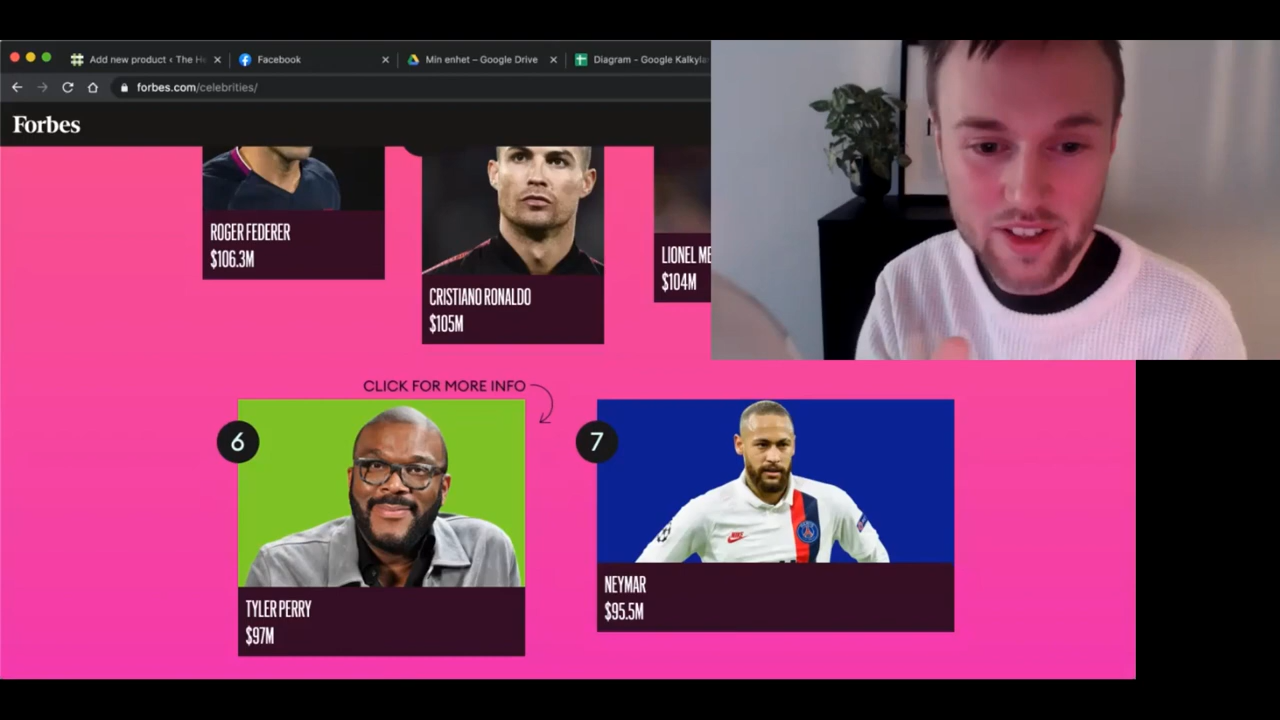 Add new product ‹ The H
Facebook
Min enhet – Google Drive
Diagram - Google Kalkyla
forbes.com/celebrities/
Forbes
ROGER FEDERER
$106.3M
CRISTIANO RONALDO
$105M
LIONEL ME
$104M
CLICK FOR MORE INFO
6
7
TYLER PERRY
$97M
NEYMAR
$95.5M